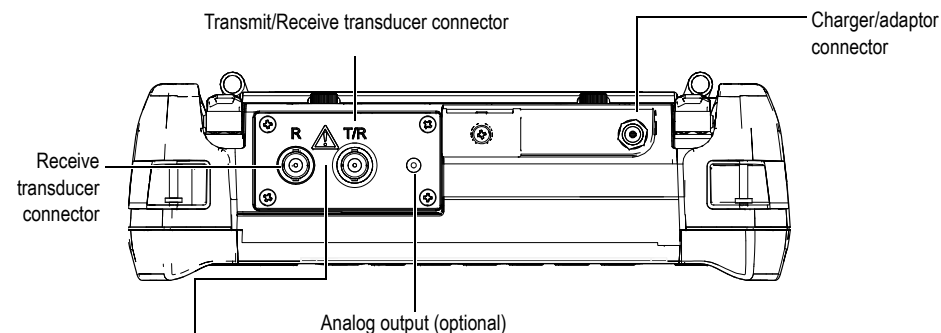 Transmit/Receive transducer connector
Charger/adaptor
connector
R
T/R
Receive
transducer
connector
Analog output (optional)